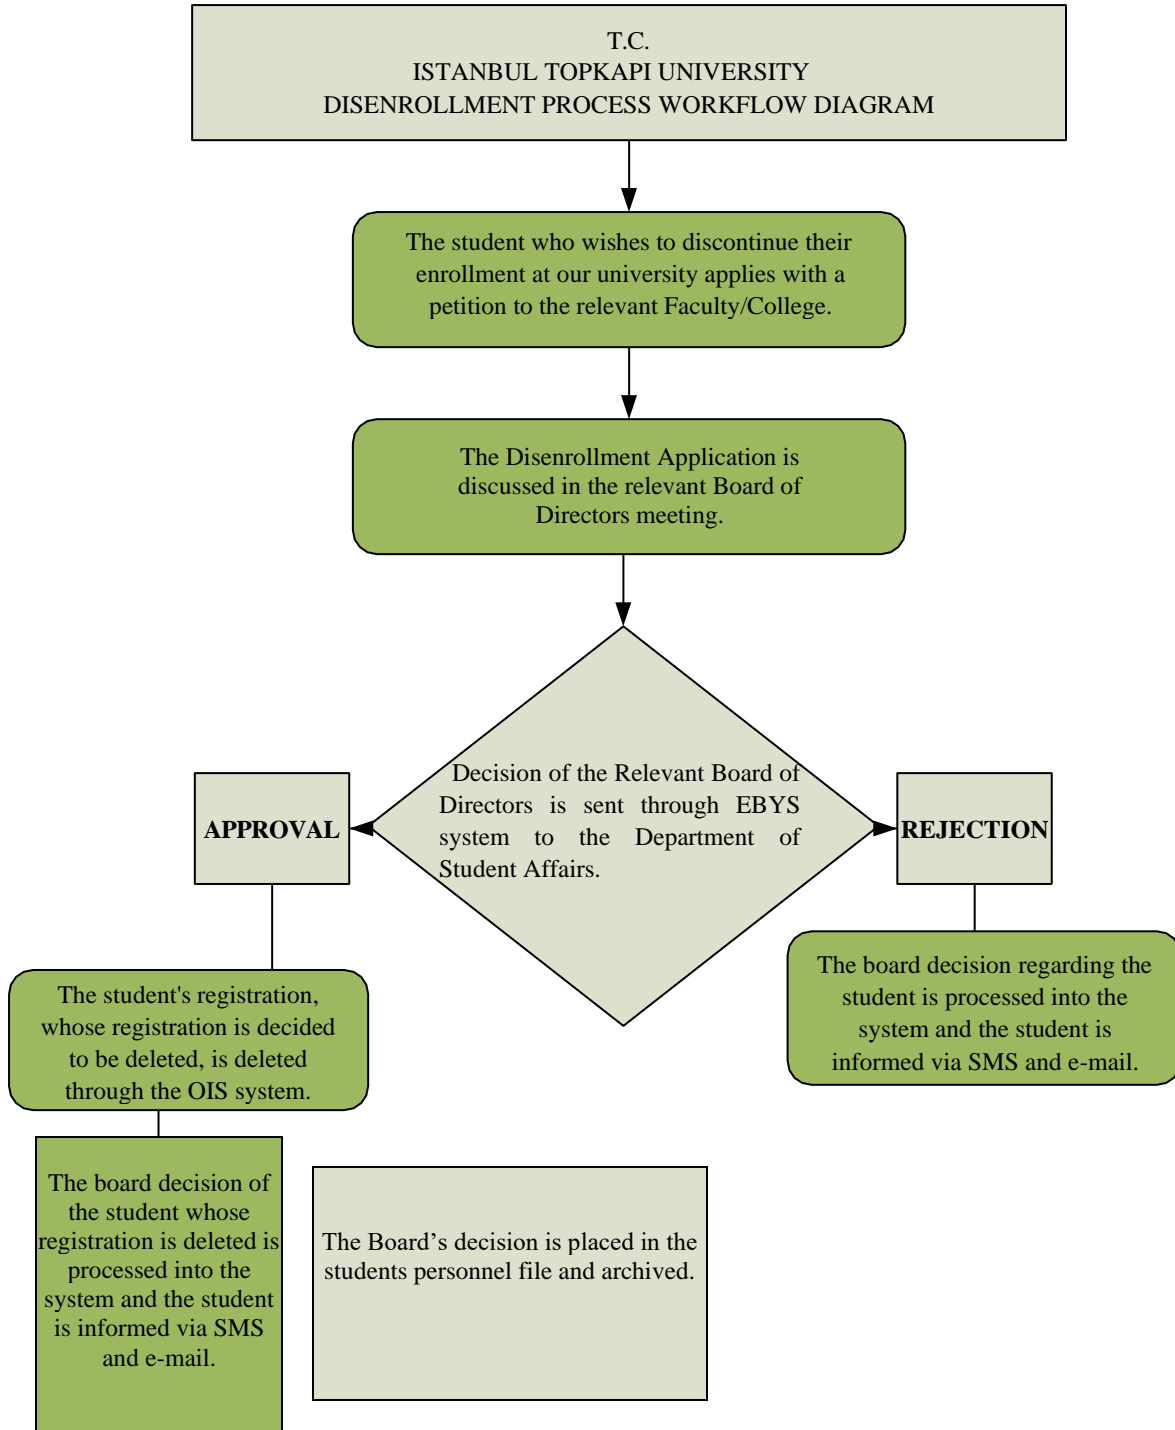 T.C.
ISTANBUL TOPKAPI UNIVERSITY
DISENROLLMENT PROCESS WORKFLOW DIAGRAM
The student who wishes to discontinue their
enrollment at our university applies with a
petition to the relevant Faculty/College.
The Disenrollment Application is
discussed in the relevant Board of
Directors meeting.
Decision of the Relevant Board of
Directors is sent through EBYS
system to the Department of
Student Affairs.
APPROVAL
REJECTION
The student's registration,
whose registration is decided
to be deleted, is deleted
through the OIS system.
The board decision regarding the
student is processed into the
system and the student is
informed via SMS and e-mail.
The board decision of
the student whose
registration is deleted is
processed into the
system and the student
is informed via SMS
and e-mail.
The Board’s decision is placed in the
students personnel file and archived.